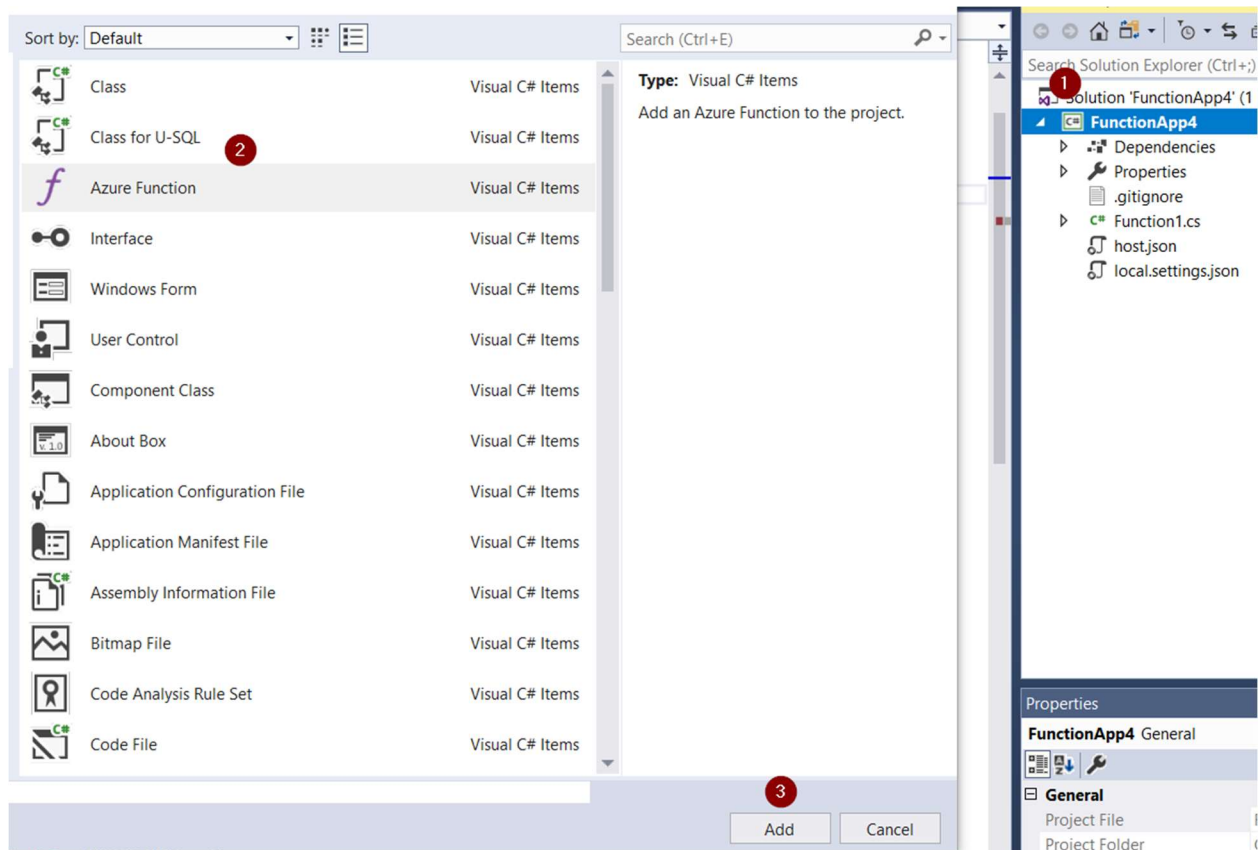 Sort by: Default
Search (Ctrl+E)
Class Visual C# Items
Class for U-SQL Visual C# Items
2
Azure Function Visual C# Items
Interface Visual C# Items
Windows Form Visual C# Items
User Control Visual C# Items
Component Class Visual C# Items
About Box Visual C# Items
Application Configuration File Visual C# Items
Application Manifest File Visual C# Items
Assembly Information File Visual C# Items
Bitmap File Visual C# Items
Code Analysis Rule Set Visual C# Items
Code File Visual C# Items
Type: Visual C# Items
Add an Azure Function to the project.
3
Add Cancel
Search Solution Explorer (Ctrl+;)
1
Solution 'FunctionApp4' (1
C# FunctionApp4
Dependencies
Properties
.gitignore
C# Function1.cs
host.json
local.settings.json
Properties
FunctionApp4 General
General
Project File
Project Folder